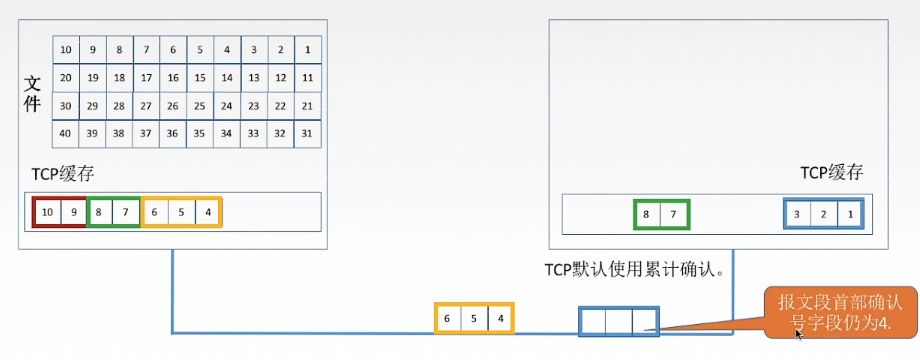 10 9 8 7 6 5 4 3 2 1
20 19 18 17 16 15 14 13 12 11
30 29 28 27 26 25 24 23 22 21
40 39 38 37 36 35 34 33 32 31
文件
TCP缓存
10 9 8 7 6 5 4
TCP缓存
8 7
3 2 1
TCP默认使用累计确认。
6 5 4
报文段首部确认
号字段仍为4.